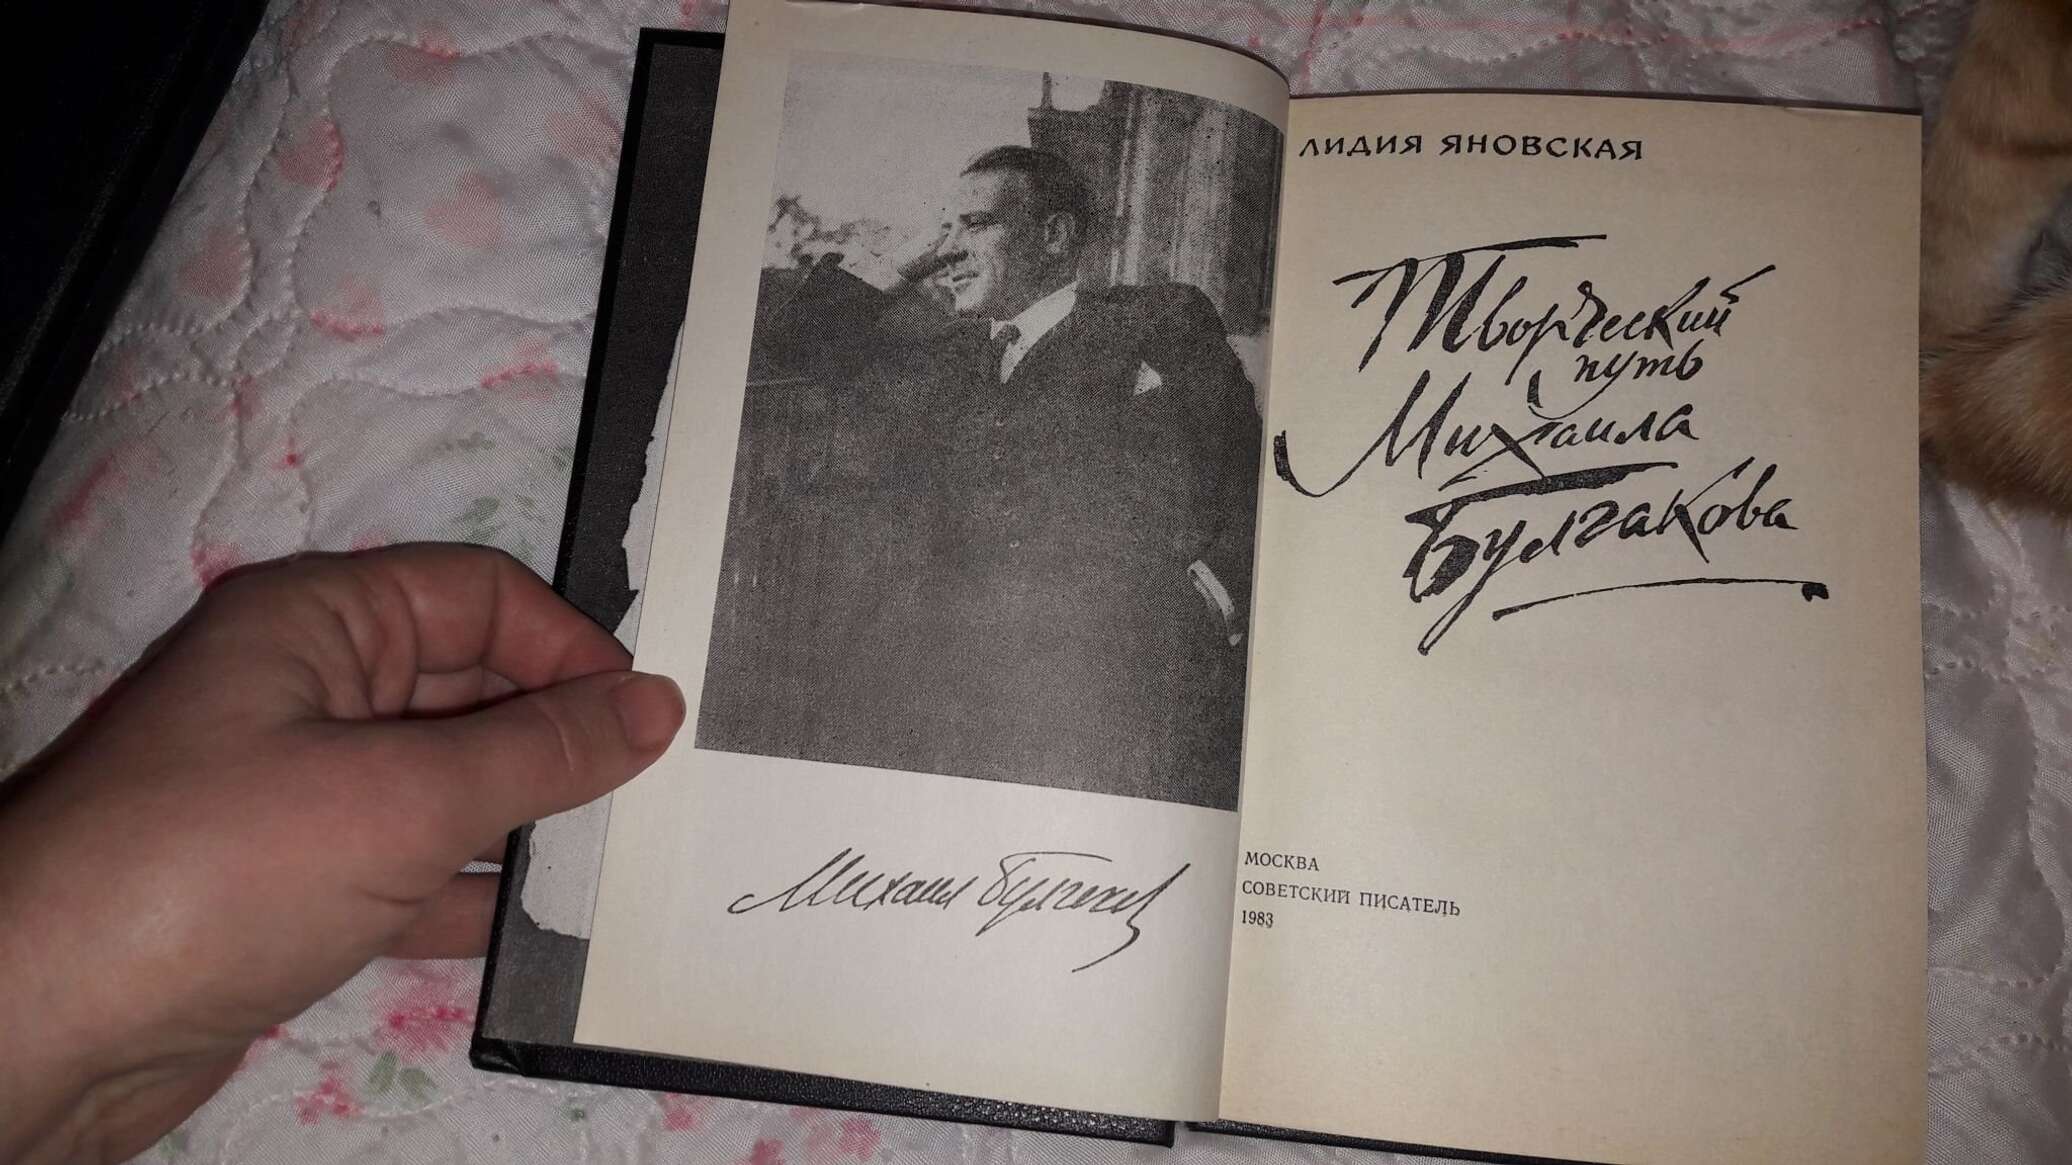 Михаил Булгаков
ЛИДИЯ ЯНОВСКАЯ
Творческий
путь
Михаила
Булгакова
МОСКВА
СОВЕТСКИЙ ПИСАТЕЛЬ
1983